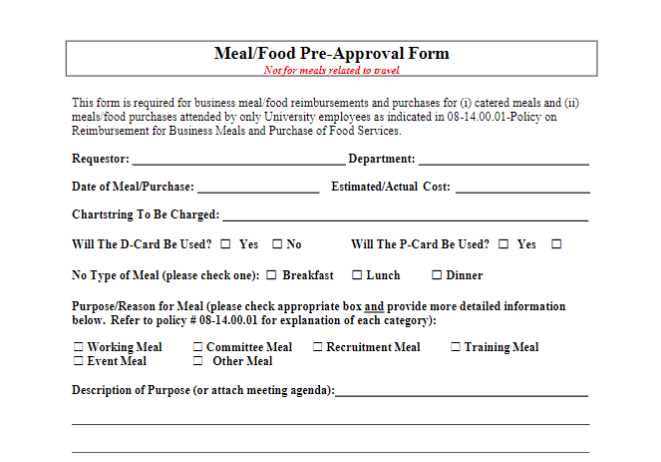 Meal/Food Pre-Approval Form
Not for meals related to travel
This form is required for business meal/food reimbursements and purchases for (i) catered meals and (ii)
meals/food purchases attended by only University employees as indicated in 08-14.00.01-Policy on
Reimbursement for Business Meals and Purchase of Food Services.
Requestor: ____ Department: ____
Date of Meal/Purchase: ____ Estimated/Actual Cost: ____
Chartstring To Be Charged: ____
Will The D-Card Be Used? ☐ Yes ☐ No Will The P-Card Be Used? ☐ Yes ☐
No Type of Meal (please check one): ☐ Breakfast ☐ Lunch ☐ Dinner
Purpose/Reason for Meal (please check appropriate box and provide more detailed information
below. Refer to policy # 08-14.00.01 for explanation of each category):
☐ Working Meal ☐ Committee Meal ☐ Recruitment Meal ☐ Training Meal
☐ Event Meal ☐ Other Meal
Description of Purpose (or attach meeting agenda): ____